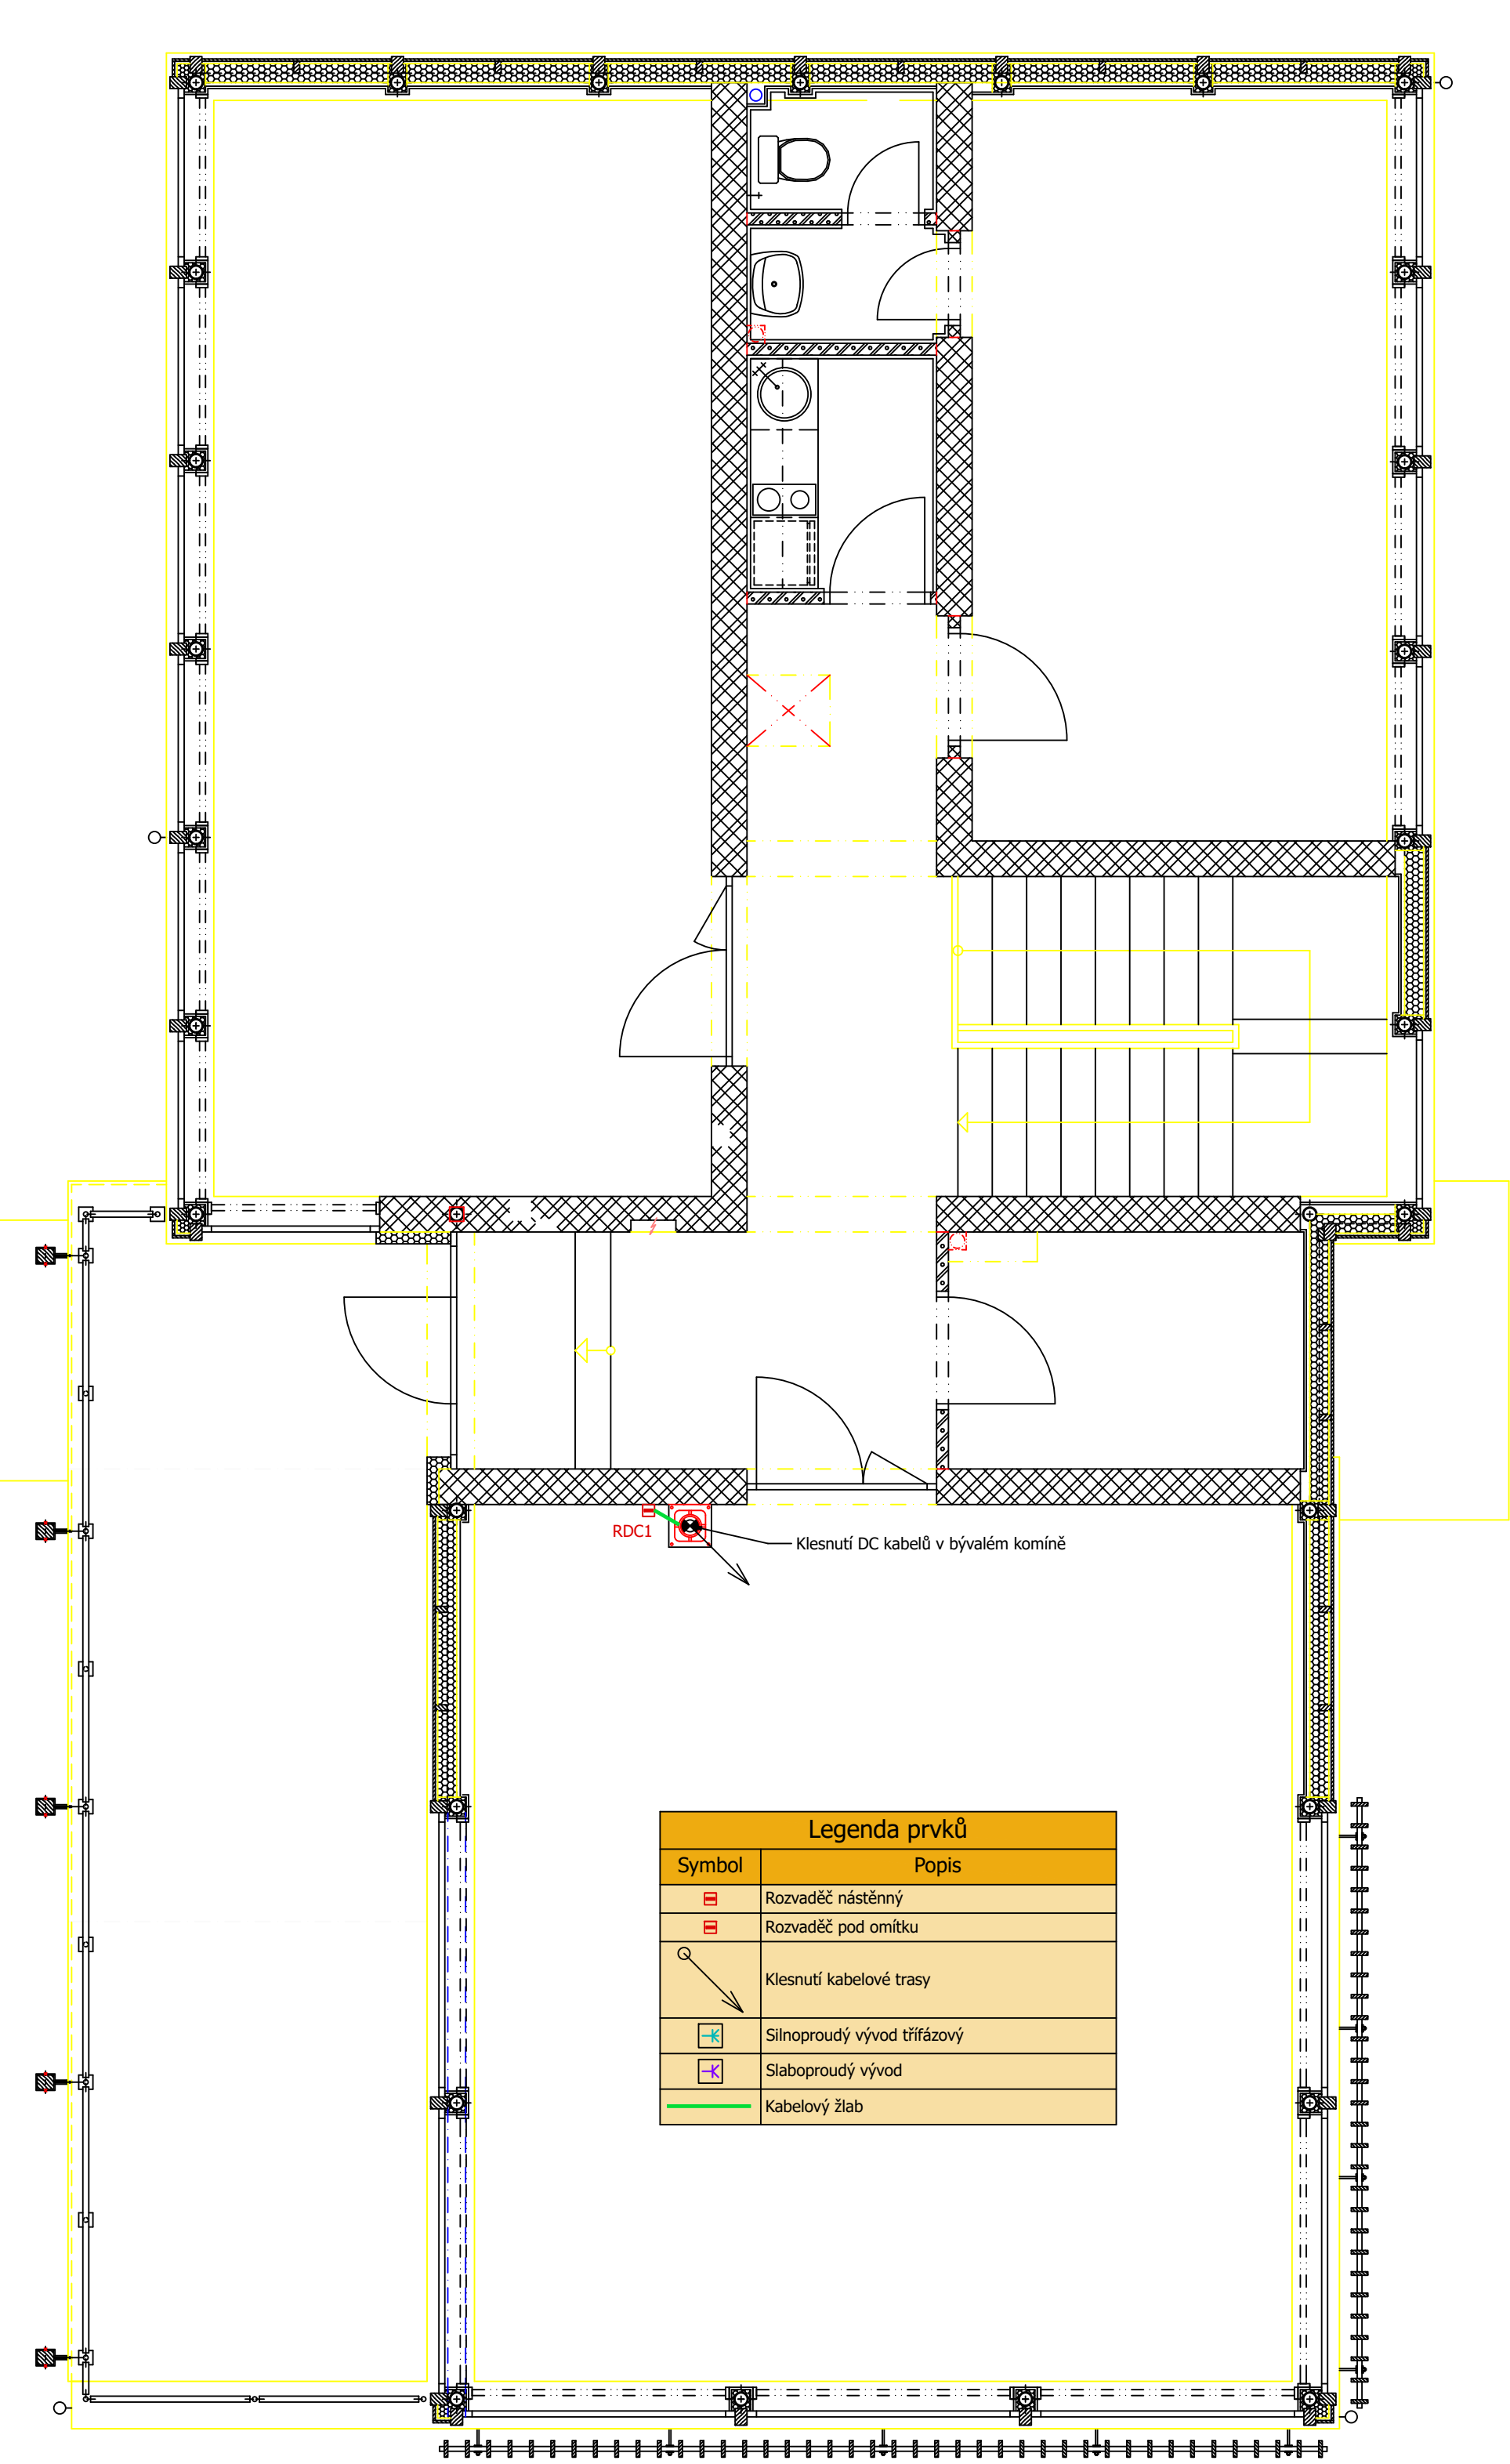 RDC1
Klesnutí DC kabelů v bývalém komíně
Legenda prvků
Symbol Popis
Rozvaděč nástěnný
Rozvaděč pod omítku
Klesnutí kabelové trasy
Silnoproudý vývod třífázový
Slaboproudý vývod
Kabelový žlab